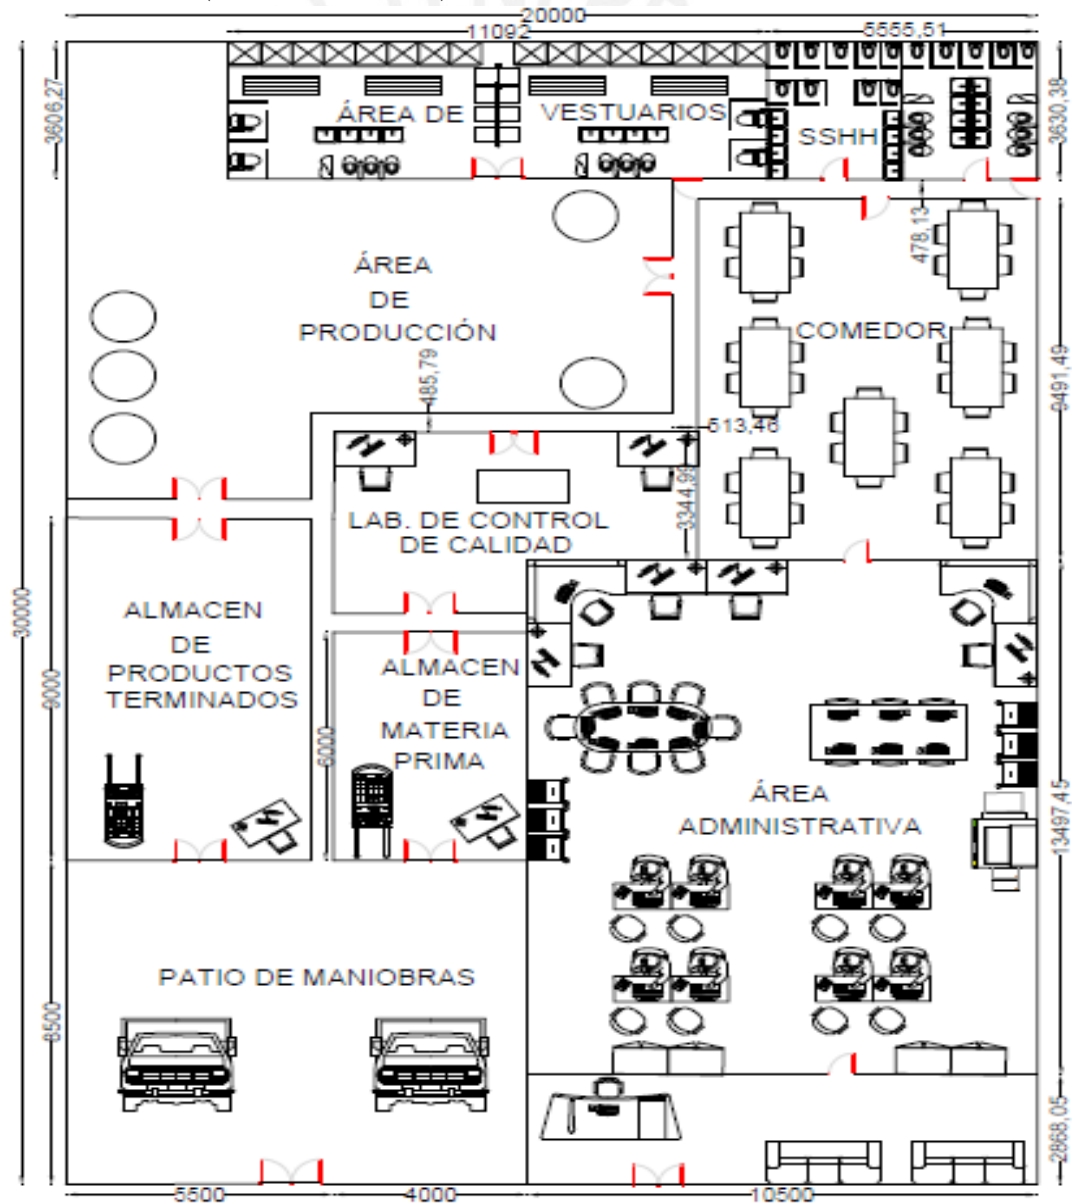 20000
11092
5555,51
3606,27
ÁREA DE
VESTUARIOS
SSHH
3630,38
478,13
ÁREA
DE
PRODUCCIÓN
COMEDOR
485,79
9491,49
513,46
3344,99
LAB. DE CONTROL
DE CALIDAD
30000
9000
ALMACEN
DE
PRODUCTOS
TERMINADOS
6000
ALMACEN
DE
MATERIA
PRIMA
ÁREA
ADMINISTRATIVA
13497,45
PATIO DE MANIOBRAS
8500
2868,05
5500
4000
10500